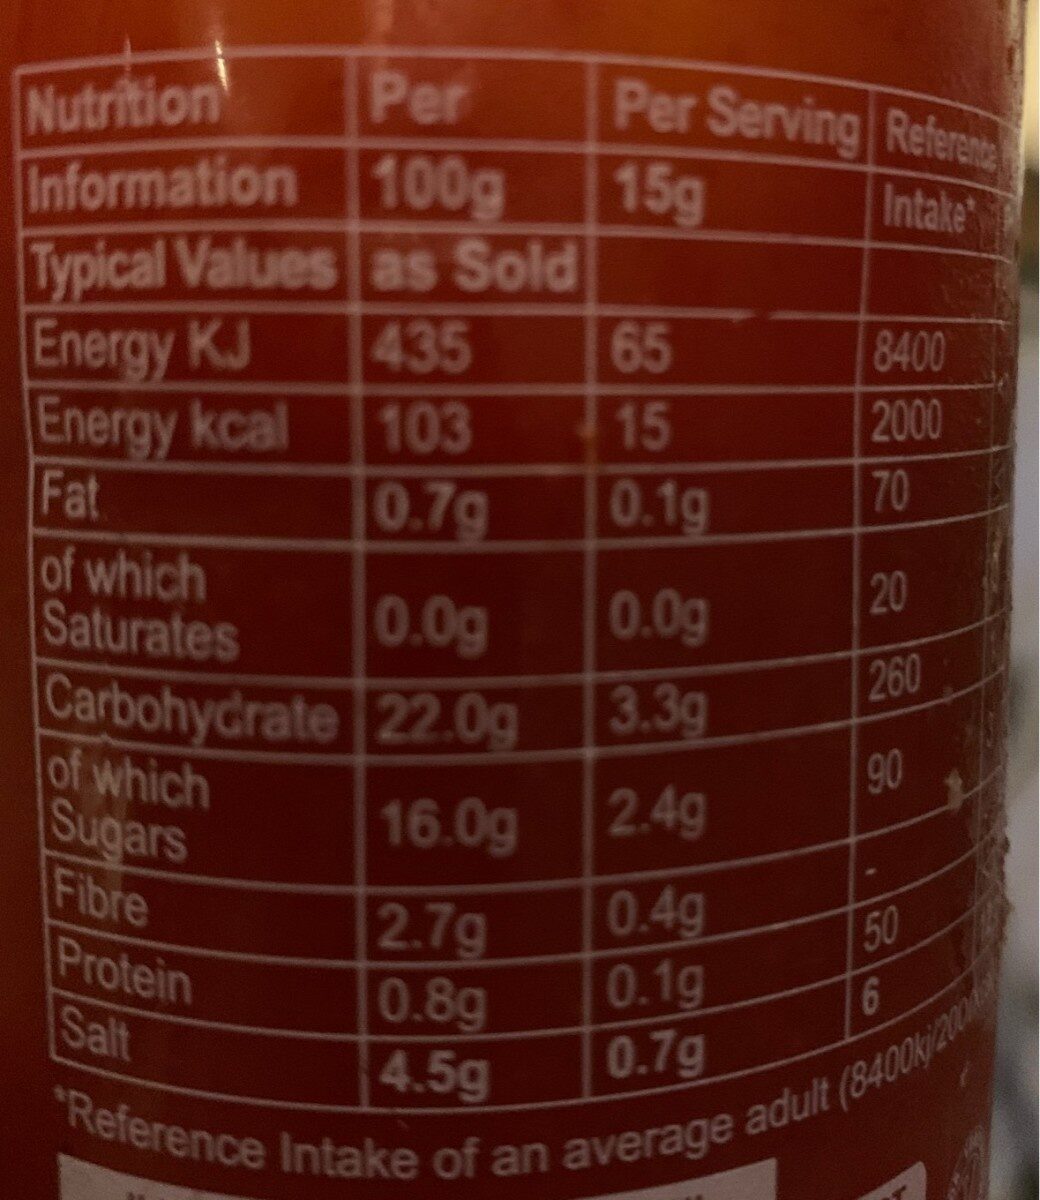 Nutrition Per Per Serving Reference
Information 100g 15g Intake*
Typical Values as Sold
Energy KJ 435 65 8400
Energy kcal 103 15 2000
Fat 0.7g 0.1g 70
of which
Saturates 0.0g 0.0g 20
Carbohydrate 22.0g 3.3g 260
of which
Sugars 16.0g 2.4g 90
Fibre 2.7g 0.4g -
Protein 0.8g 0.1g 50
Salt 4.5g 0.7g 6
*Reference Intake of an average adult (8400kj/